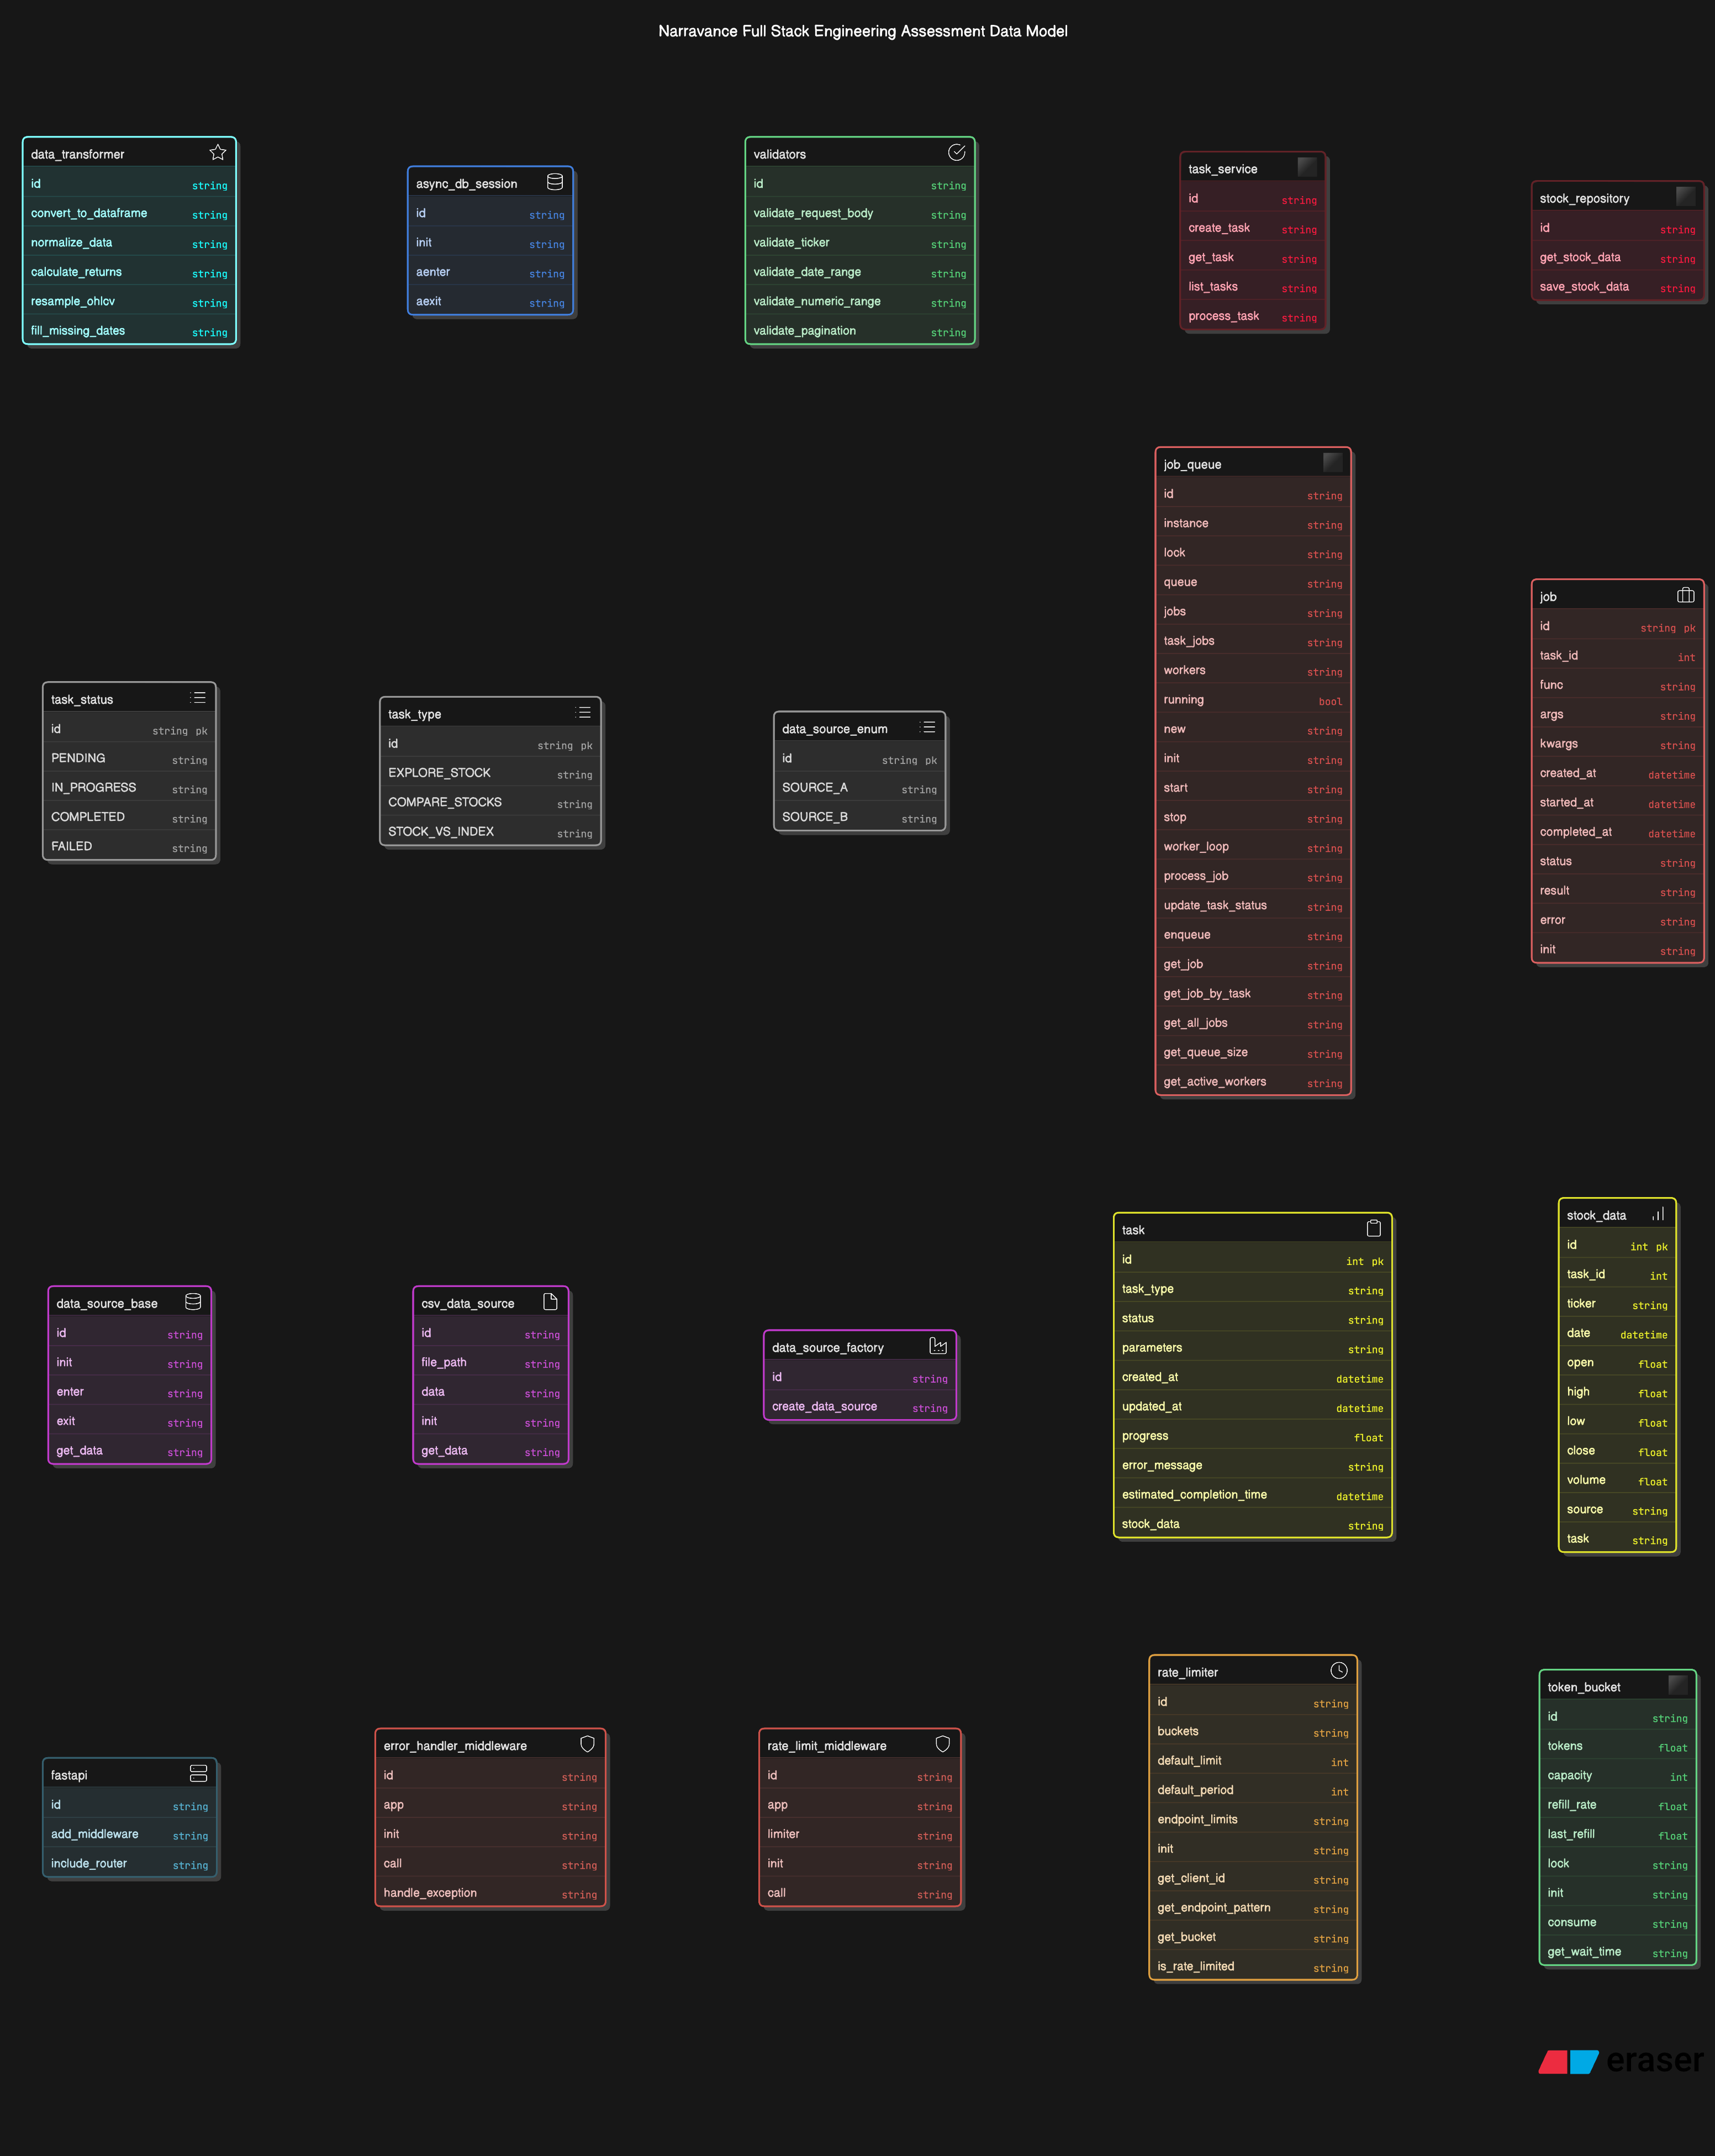 Narravance Full Stack Engineering Assessment Data Model
data_transformer
id string
convert_to_dataframe string
normalize_data string
calculate_returns string
resample_ohlcv string
fill_missing_dates string
async_db_session
id string
init string
aenter string
aexit string
validators
id string
validate_request_body string
validate_ticker string
validate_date_range string
validate_numeric_range string
validate_pagination string
task_service
id string
create_task string
get_task string
list_tasks string
process_task string
stock_repository
id string
get_stock_data string
save_stock_data string
task_status
id string pk
PENDING string
IN_PROGRESS string
COMPLETED string
FAILED string
task_type
id string pk
EXPLORE_STOCK string
COMPARE_STOCKS string
STOCK_VS_INDEX string
data_source_enum
id string pk
SOURCE_A string
SOURCE_B string
job_queue
id string
instance string
lock string
queue string
jobs string
task_jobs string
workers string
running bool
new string
init string
start string
stop string
worker_loop string
process_job string
update_task_status string
enqueue string
get_job string
get_job_by_task string
get_all_jobs string
get_queue_size string
get_active_workers string
job
id string pk
task_id int
func string
args string
kwargs string
created_at datetime
started_at datetime
completed_at datetime
status string
result string
error string
init string
data_source_base
id string
init string
enter string
exit string
get_data string
csv_data_source
id string
file_path string
data string
init string
get_data string
data_source_factory
id string
create_data_source string
task
id int pk
task_type string
status string
parameters string
created_at datetime
updated_at datetime
progress float
error_message string
estimated_completion_time datetime
stock_data string
stock_data
id int pk
task_id int
ticker string
date datetime
open float
high float
low float
close float
volume float
source string
task string
fastapi
id string
add_middleware string
include_router string
error_handler_middleware
id string
app string
init string
call string
handle_exception string
rate_limit_middleware
id string
app string
limiter string
init string
call string
rate_limiter
id string
buckets string
default_limit int
default_period int
endpoint_limits string
init string
get_client_id string
get_endpoint_pattern string
get_bucket string
is_rate_limited string
token_bucket
id string
tokens float
capacity int
refill_rate float
last_refill float
lock string
init string
consume string
get_wait_time string
eraser